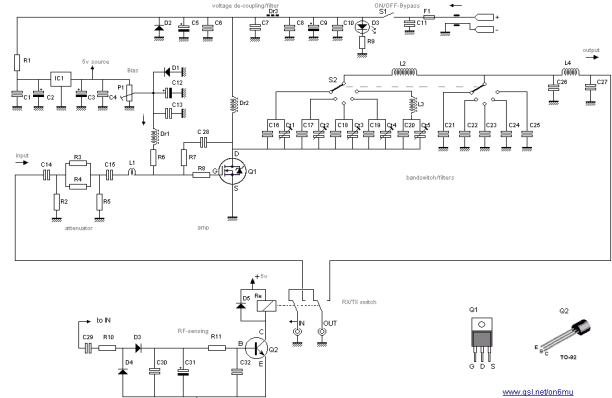 voltage de-coupling/filter
ON/OFF-Bypass
S1
F1
+
-
Dr3
D2
C5
C6
C7
C8
C9
C10
D3
C11
R9
R1
5v source
Bias
D1
IC1
P1
C12
C13
C1
C2
C3
C4
Dr1
Dr2
S2
L2
L4
output
L3
C26
C27
C16
C17
C18
C19
C20
C21
C22
C23
C24
C25
C 28
input
C14
R3
R4
C15
L1
R6
R7
R8
D
G
S
Q1
R2
R5
attenuator
amp
bandswitch/filters
+5v
D5
Re
RX/TX switch
IN
OUT
to IN
RF-sensing
C29
R10
D3
R11
B
C
E
Q2
D4
C30
C31
C32
Q1
G D S
Q2
E
B
C
TO-92
www.qsl.net/on6mu